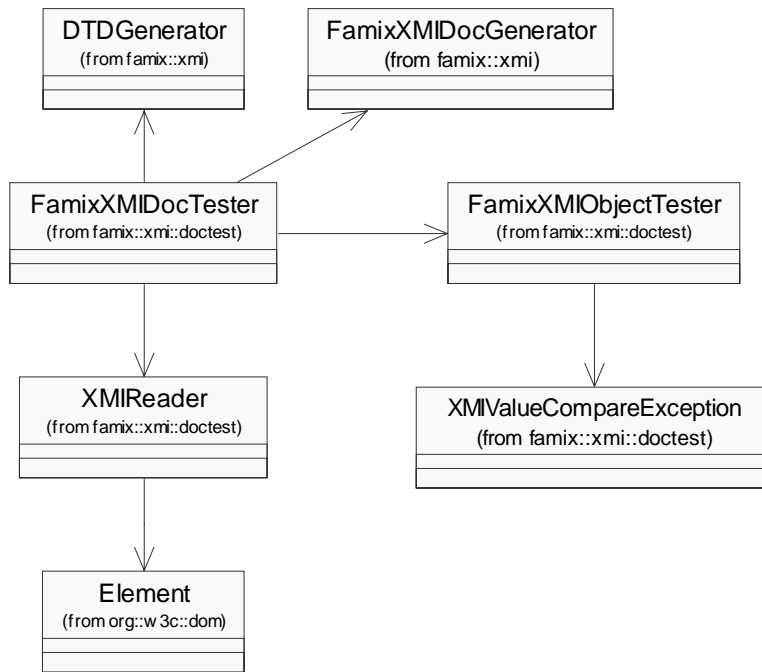 DTDGenerator
(from famix::xmi)
FamixXMIDocGenerator
(from famix::xmi)
FamixXMIDocTester
(from famix::xmi::doctest)
FamixXMIObjectTester
(from famix::xmi::doctest)
XMIReader
(from famix::xmi::doctest)
XMIValueCompareException
(from famix::xmi::doctest)
Element
(from org::w3c::dom)